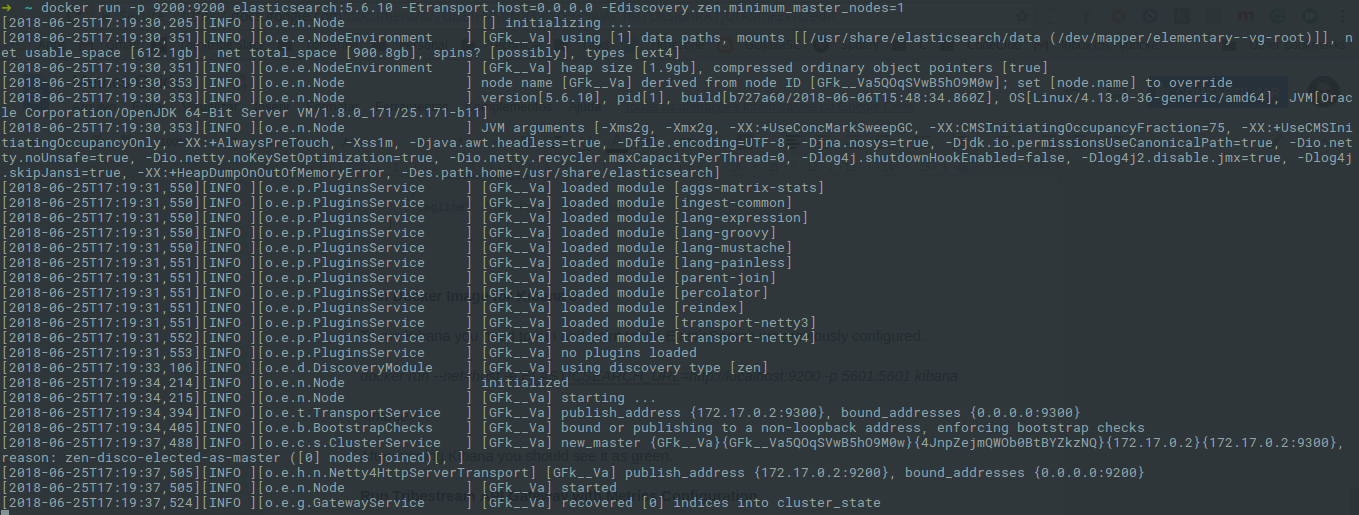 ➜  ~ docker run -p 9200:9200 elasticsearch:5.6.10 -Etransport.host=0.0.0.0 -Ediscovery.zen.minimum_master_nodes=1
[2018-06-25T17:19:30,205][INFO ][o.e.n.Node               ] [] initializing ...
[2018-06-25T17:19:30,351][INFO ][o.e.e.NodeEnvironment    ] [GFk__Va] using [1] data paths, mounts [[/usr/share/elasticsearch/data (/dev/mapper/elementary--vg-root)]], n
et usable_space [612.1gb], net total_space [900.8gb], spins? [possibly], types [ext4]
[2018-06-25T17:19:30,351][INFO ][o.e.e.NodeEnvironment    ] [GFk__Va] heap size [1.9gb], compressed ordinary object pointers [true]
[2018-06-25T17:19:30,353][INFO ][o.e.n.Node               ] node name [GFk__Va] derived from node ID [GFk__Va5QOqSVwB5hO9M0w]; set [node.name] to override
[2018-06-25T17:19:30,353][INFO ][o.e.n.Node               ] version[5.6.10], pid[1], build[b727a60/2018-06-06T15:48:34.860Z], OS[Linux/4.13.0-36-generic/amd64], JVM[Orac
le Corporation/OpenJDK 64-Bit Server VM/1.8.0_171/25.171-b11]
[2018-06-25T17:19:30,353][INFO ][o.e.n.Node               ] JVM arguments [-Xms2g, -Xmx2g, -XX:+UseConcMarkSweepGC, -XX:CMSInitiatingOccupancyFraction=75, -XX:+UseCMSIni
tiatingOccupancyOnly, -XX:+AlwaysPreTouch, -Xss1m, -Djava.awt.headless=true, -Dfile.encoding=UTF-8, -Djna.nosys=true, -Djdk.io.permissionsUseCanonicalPath=true, -Dio.net
ty.noUnsafe=true, -Dio.netty.noKeySetOptimization=true, -Dio.netty.recycler.maxCapacityPerThread=0, -Dlog4j.shutdownHookEnabled=false, -Dlog4j2.disable.jmx=true, -Dlog4j
.skipJansi=true, -XX:+HeapDumpOnOutOfMemoryError, -Des.path.home=/usr/share/elasticsearch]
[2018-06-25T17:19:31,550][INFO ][o.e.p.PluginsService     ] [GFk__Va] loaded module [aggs-matrix-stats]
[2018-06-25T17:19:31,550][INFO ][o.e.p.PluginsService     ] [GFk__Va] loaded module [ingest-common]
[2018-06-25T17:19:31,550][INFO ][o.e.p.PluginsService     ] [GFk__Va] loaded module [lang-expression]
[2018-06-25T17:19:31,550][INFO ][o.e.p.PluginsService     ] [GFk__Va] loaded module [lang-groovy]
[2018-06-25T17:19:31,550][INFO ][o.e.p.PluginsService     ] [GFk__Va] loaded module [lang-mustache]
[2018-06-25T17:19:31,551][INFO ][o.e.p.PluginsService     ] [GFk__Va] loaded module [lang-painless]
[2018-06-25T17:19:31,551][INFO ][o.e.p.PluginsService     ] [GFk__Va] loaded module [parent-join]
[2018-06-25T17:19:31,551][INFO ][o.e.p.PluginsService     ] [GFk__Va] loaded module [percolator]
[2018-06-25T17:19:31,551][INFO ][o.e.p.PluginsService     ] [GFk__Va] loaded module [reindex]
[2018-06-25T17:19:31,551][INFO ][o.e.p.PluginsService     ] [GFk__Va] loaded module [transport-netty3]
[2018-06-25T17:19:31,552][INFO ][o.e.p.PluginsService     ] [GFk__Va] loaded module [transport-netty4]
[2018-06-25T17:19:31,553][INFO ][o.e.p.PluginsService     ] [GFk__Va] no plugins loaded
[2018-06-25T17:19:33,106][INFO ][o.e.d.DiscoveryModule    ] [GFk__Va] using discovery type [zen]
[2018-06-25T17:19:34,214][INFO ][o.e.n.Node               ] initialized
[2018-06-25T17:19:34,215][INFO ][o.e.n.Node               ] [GFk__Va] starting ...
[2018-06-25T17:19:34,394][INFO ][o.e.t.TransportService   ] [GFk__Va] publish_address {172.17.0.2:9300}, bound_addresses {0.0.0.0:9300}
[2018-06-25T17:19:34,405][INFO ][o.e.b.BootstrapChecks    ] [GFk__Va] bound or publishing to a non-loopback address, enforcing bootstrap checks
[2018-06-25T17:19:37,488][INFO ][o.e.c.s.ClusterService   ] [GFk__Va] new_master {GFk__Va}{GFk__Va5QOqSVwB5hO9M0w}{4JnpZejmQWOb0BtBYZkzNQ}{172.17.0.2}{172.17.0.2:9300},
reason: zen-disco-elected-as-master ([0] nodes joined)[, ]
[2018-06-25T17:19:37,505][INFO ][o.e.h.n.Netty4HttpServerTransport] [GFk__Va] publish_address {172.17.0.2:9200}, bound_addresses {0.0.0.0:9200}
[2018-06-25T17:19:37,505][INFO ][o.e.n.Node               ] [GFk__Va] started
[2018-06-25T17:19:37,524][INFO ][o.e.g.GatewayService     ] [GFk__Va] recovered [0] indices into cluster_state